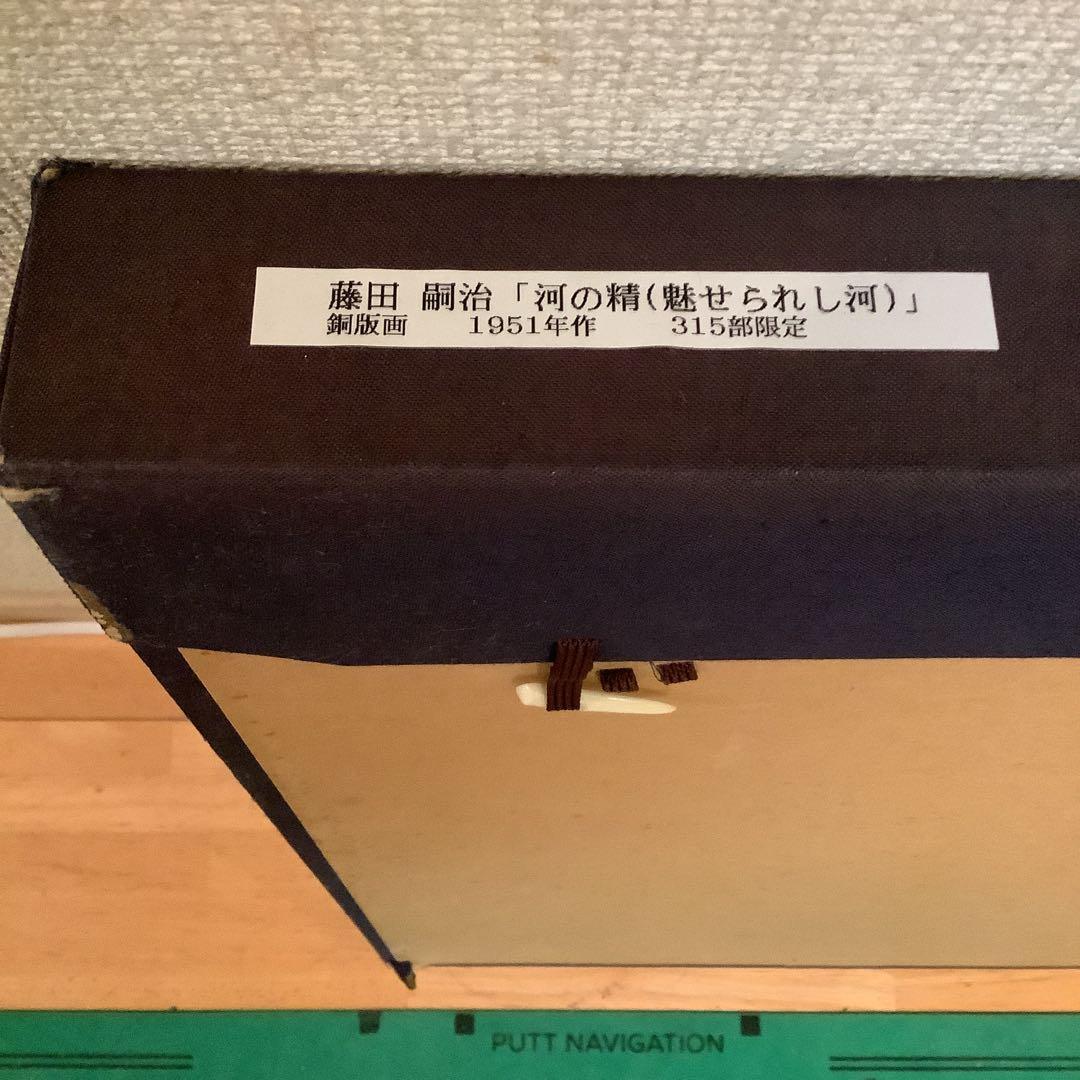 藤田 嗣治「河の精(魅せられし河)」
銅版画 1951年作 315部限定
PUTT NAVIGATION